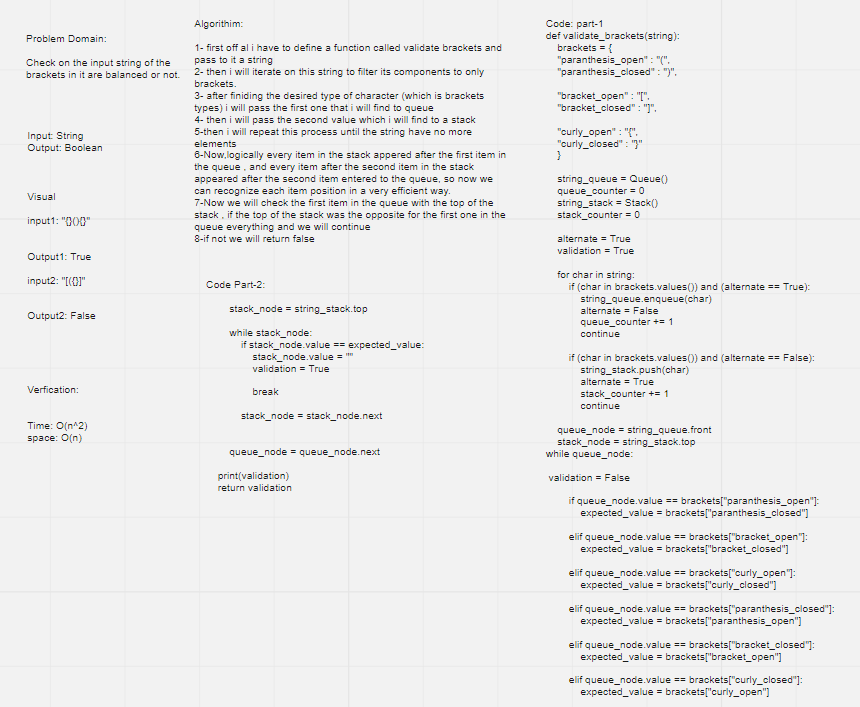 Problem Domain:
Check on the input string of the
brackets in it are balanced or not.
Input: String
Output: Boolean
Visual
input1: "{}(){}"
Output1: True
input2: "[({}]"
Output2: False
Verfication:
Time: O(n^2)
space: O(n)
Algorithim:
1- first off al i have to define a function called validate brackets and
pass to it a string
2- then i will iterate on this string to filter its components to only
brackets.
3- after finiding the desired type of character (which is brackets
types) i will pass the first one that i will find to queue
4- then i will pass the second value which i will find to a stack
5-then i will repeat this process until the string have no more
elements
6-Now,logically every item in the stack appered after the first item in
the queue , and every item after the second item in the stack
appeared after the second item entered to the queue, so now we
can recognize each item position in a very efficient way.
7-Now we will check the first item in the queue with the top of the
stack , if the top of the stack was the opposite for the first one in the
queue everything and we will continue
8-if not we will return false
Code: part-1
def validate_brackets(string):
brackets = {
"paranthesis_open" : "(",
"paranthesis_closed" : ")",
"bracket_open" : "[",
"bracket_closed" : "]",
"curly_open" : "{",
"curly_closed" : "}"
}
string_queue = Queue()
queue_counter = 0
string_stack = Stack()
stack_counter = 0
alternate = True
validation = True
for char in string:
if (char in brackets.values()) and (alternate == True):
string_queue.enqueue(char)
alternate = False
queue_counter += 1
continue
if (char in brackets.values()) and (alternate == False):
string_stack.push(char)
alternate = True
stack_counter += 1
continue
queue_node = string_queue.front
stack_node = string_stack.top
while queue_node:
validation = False
if queue_node.value == brackets["paranthesis_open"]:
expected_value = brackets["paranthesis_closed"]
elif queue_node.value == brackets["bracket_open"]:
expected_value = brackets["bracket_closed"]
elif queue_node.value == brackets["curly_open"]:
expected_value = brackets["curly_closed"]
elif queue_node.value == brackets["paranthesis_closed"]:
expected_value = brackets["paranthesis_open"]
elif queue_node.value == brackets["bracket_closed"]:
expected_value = brackets["bracket_open"]
elif queue_node.value == brackets["curly_closed"]:
expected_value = brackets["curly_open"]
Code Part-2:
stack_node = string_stack.top
while stack_node:
if stack_node.value == expected_value:
stack_node.value = ""
validation = True
break
stack_node = stack_node.next
queue_node = queue_node.next
print(validation)
return validation